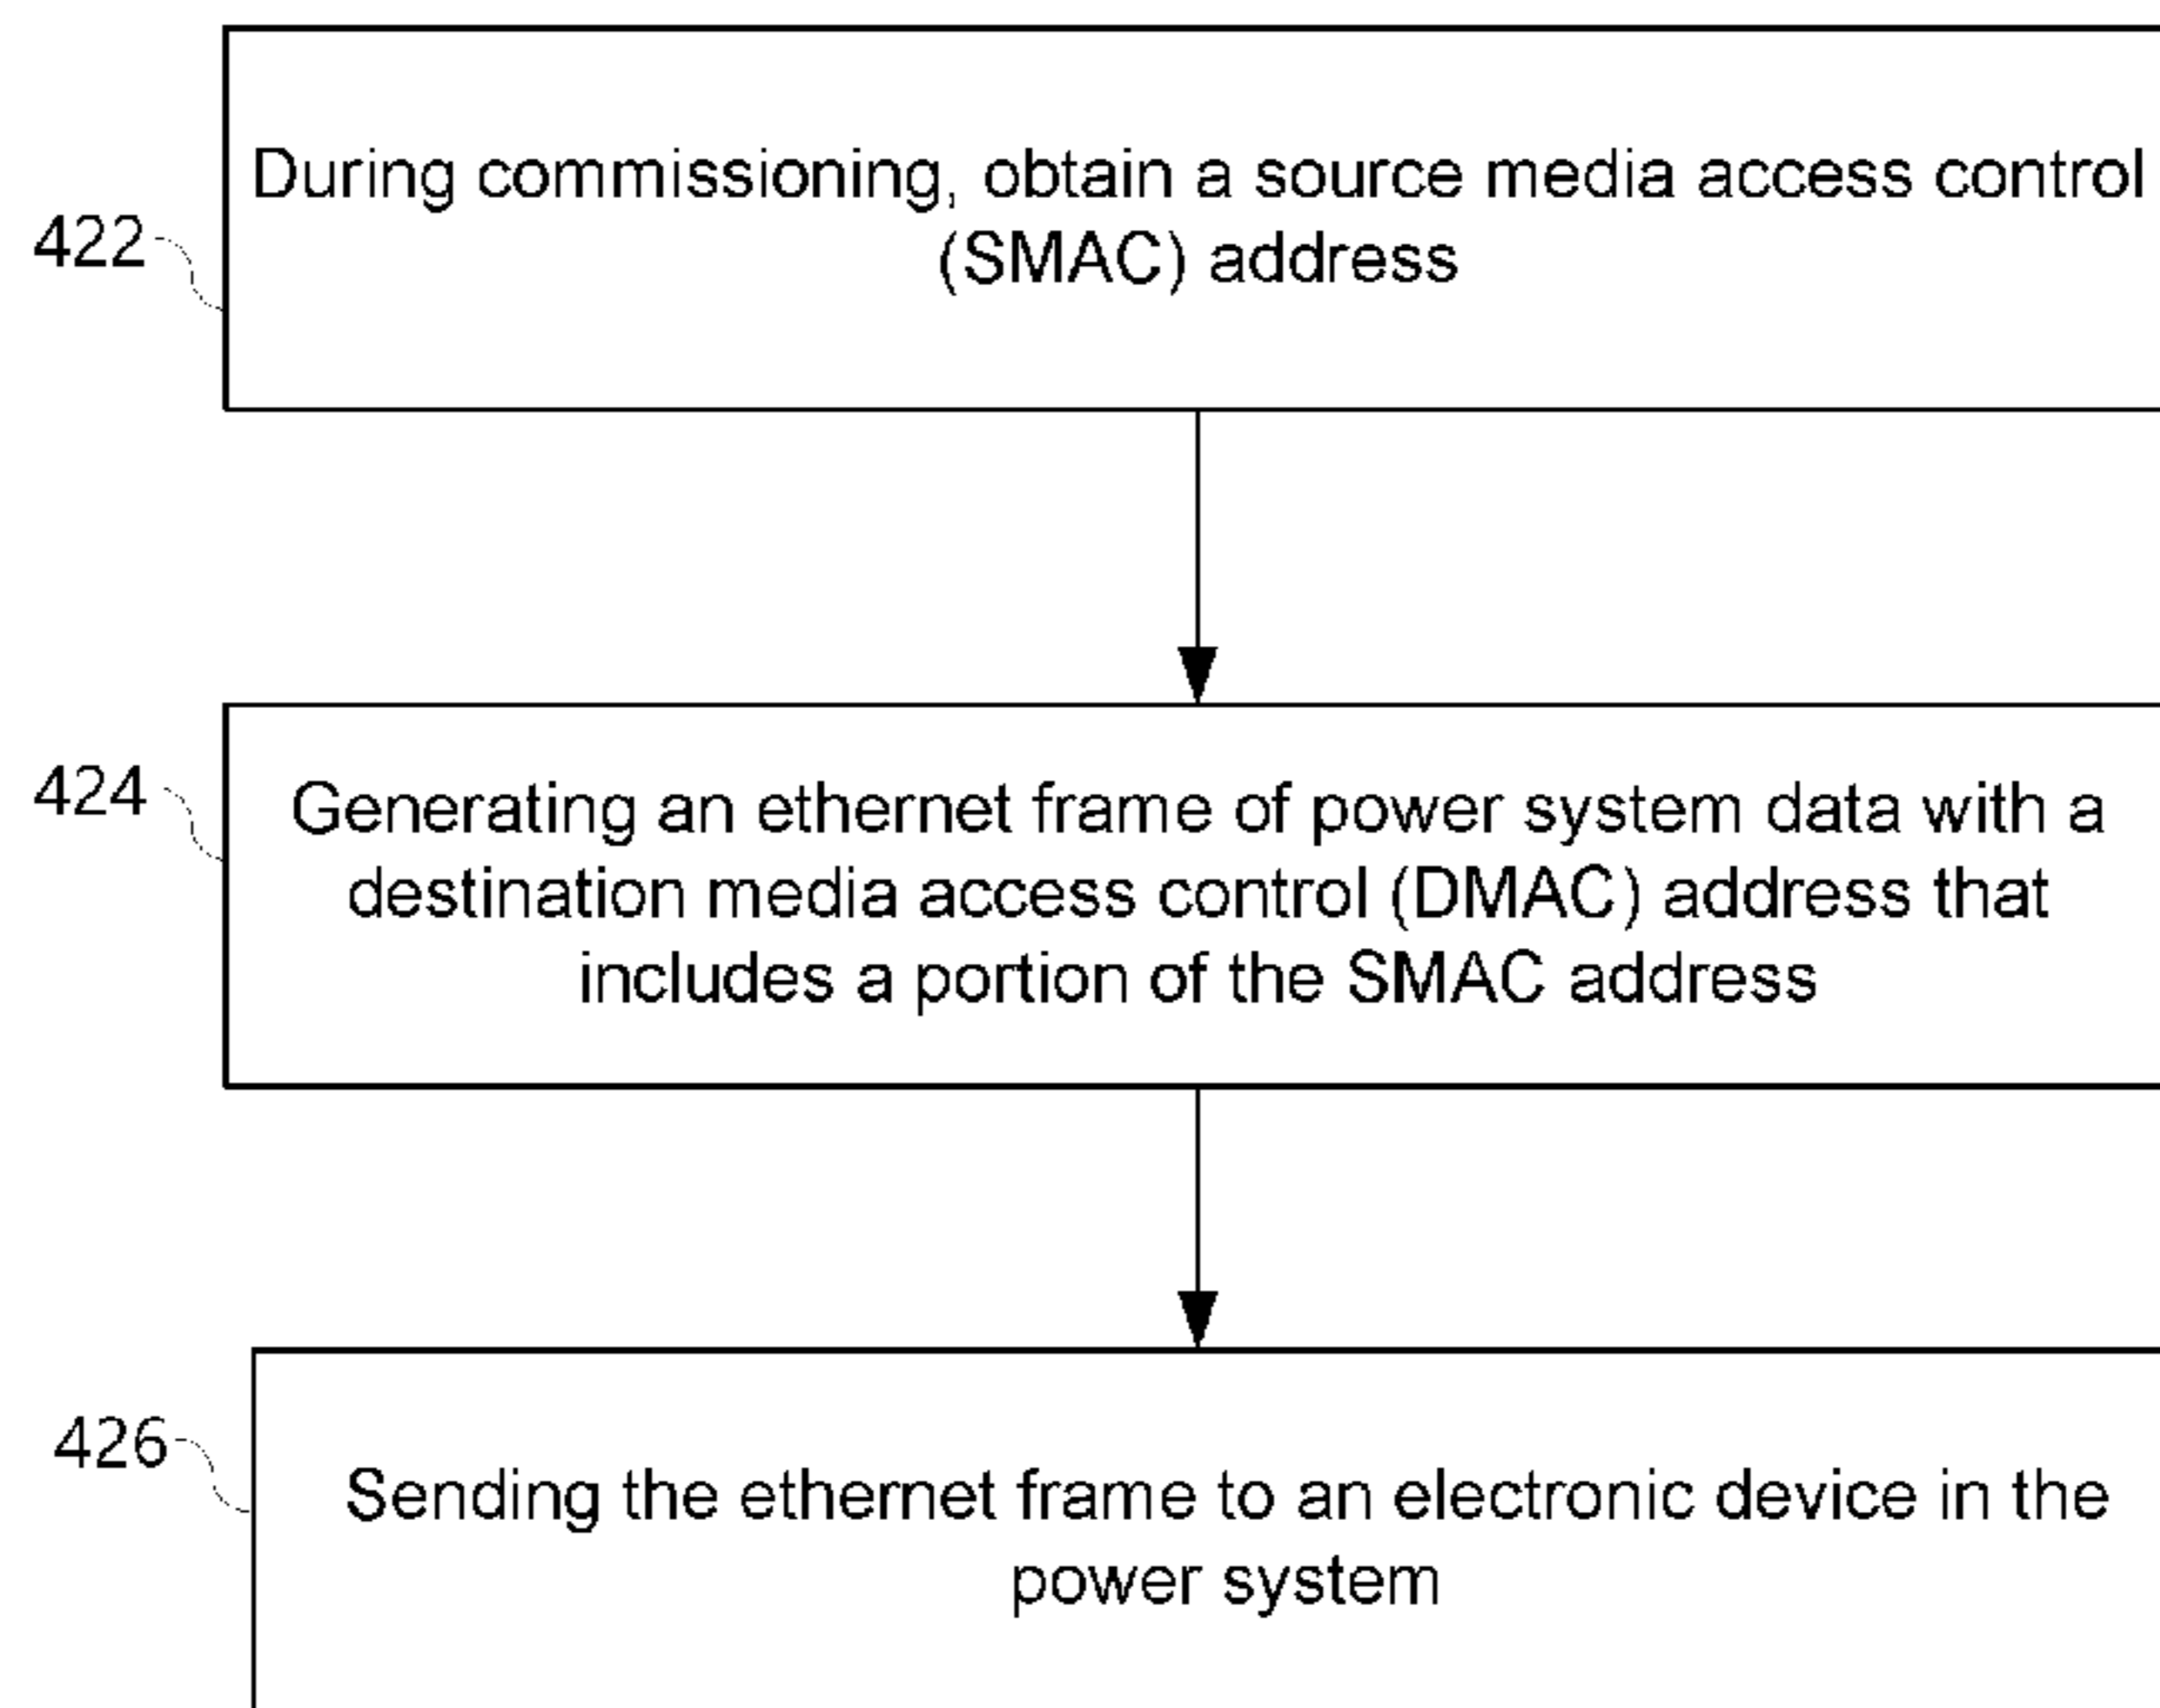 During commissioning, obtain a source media access control
(SMAC) address
422
424
Generating an ethernet frame of power system data with a
destination media access control (DMAC) address that
includes a portion of the SMAC address
426
Sending the ethernet frame to an electronic device in the
power system